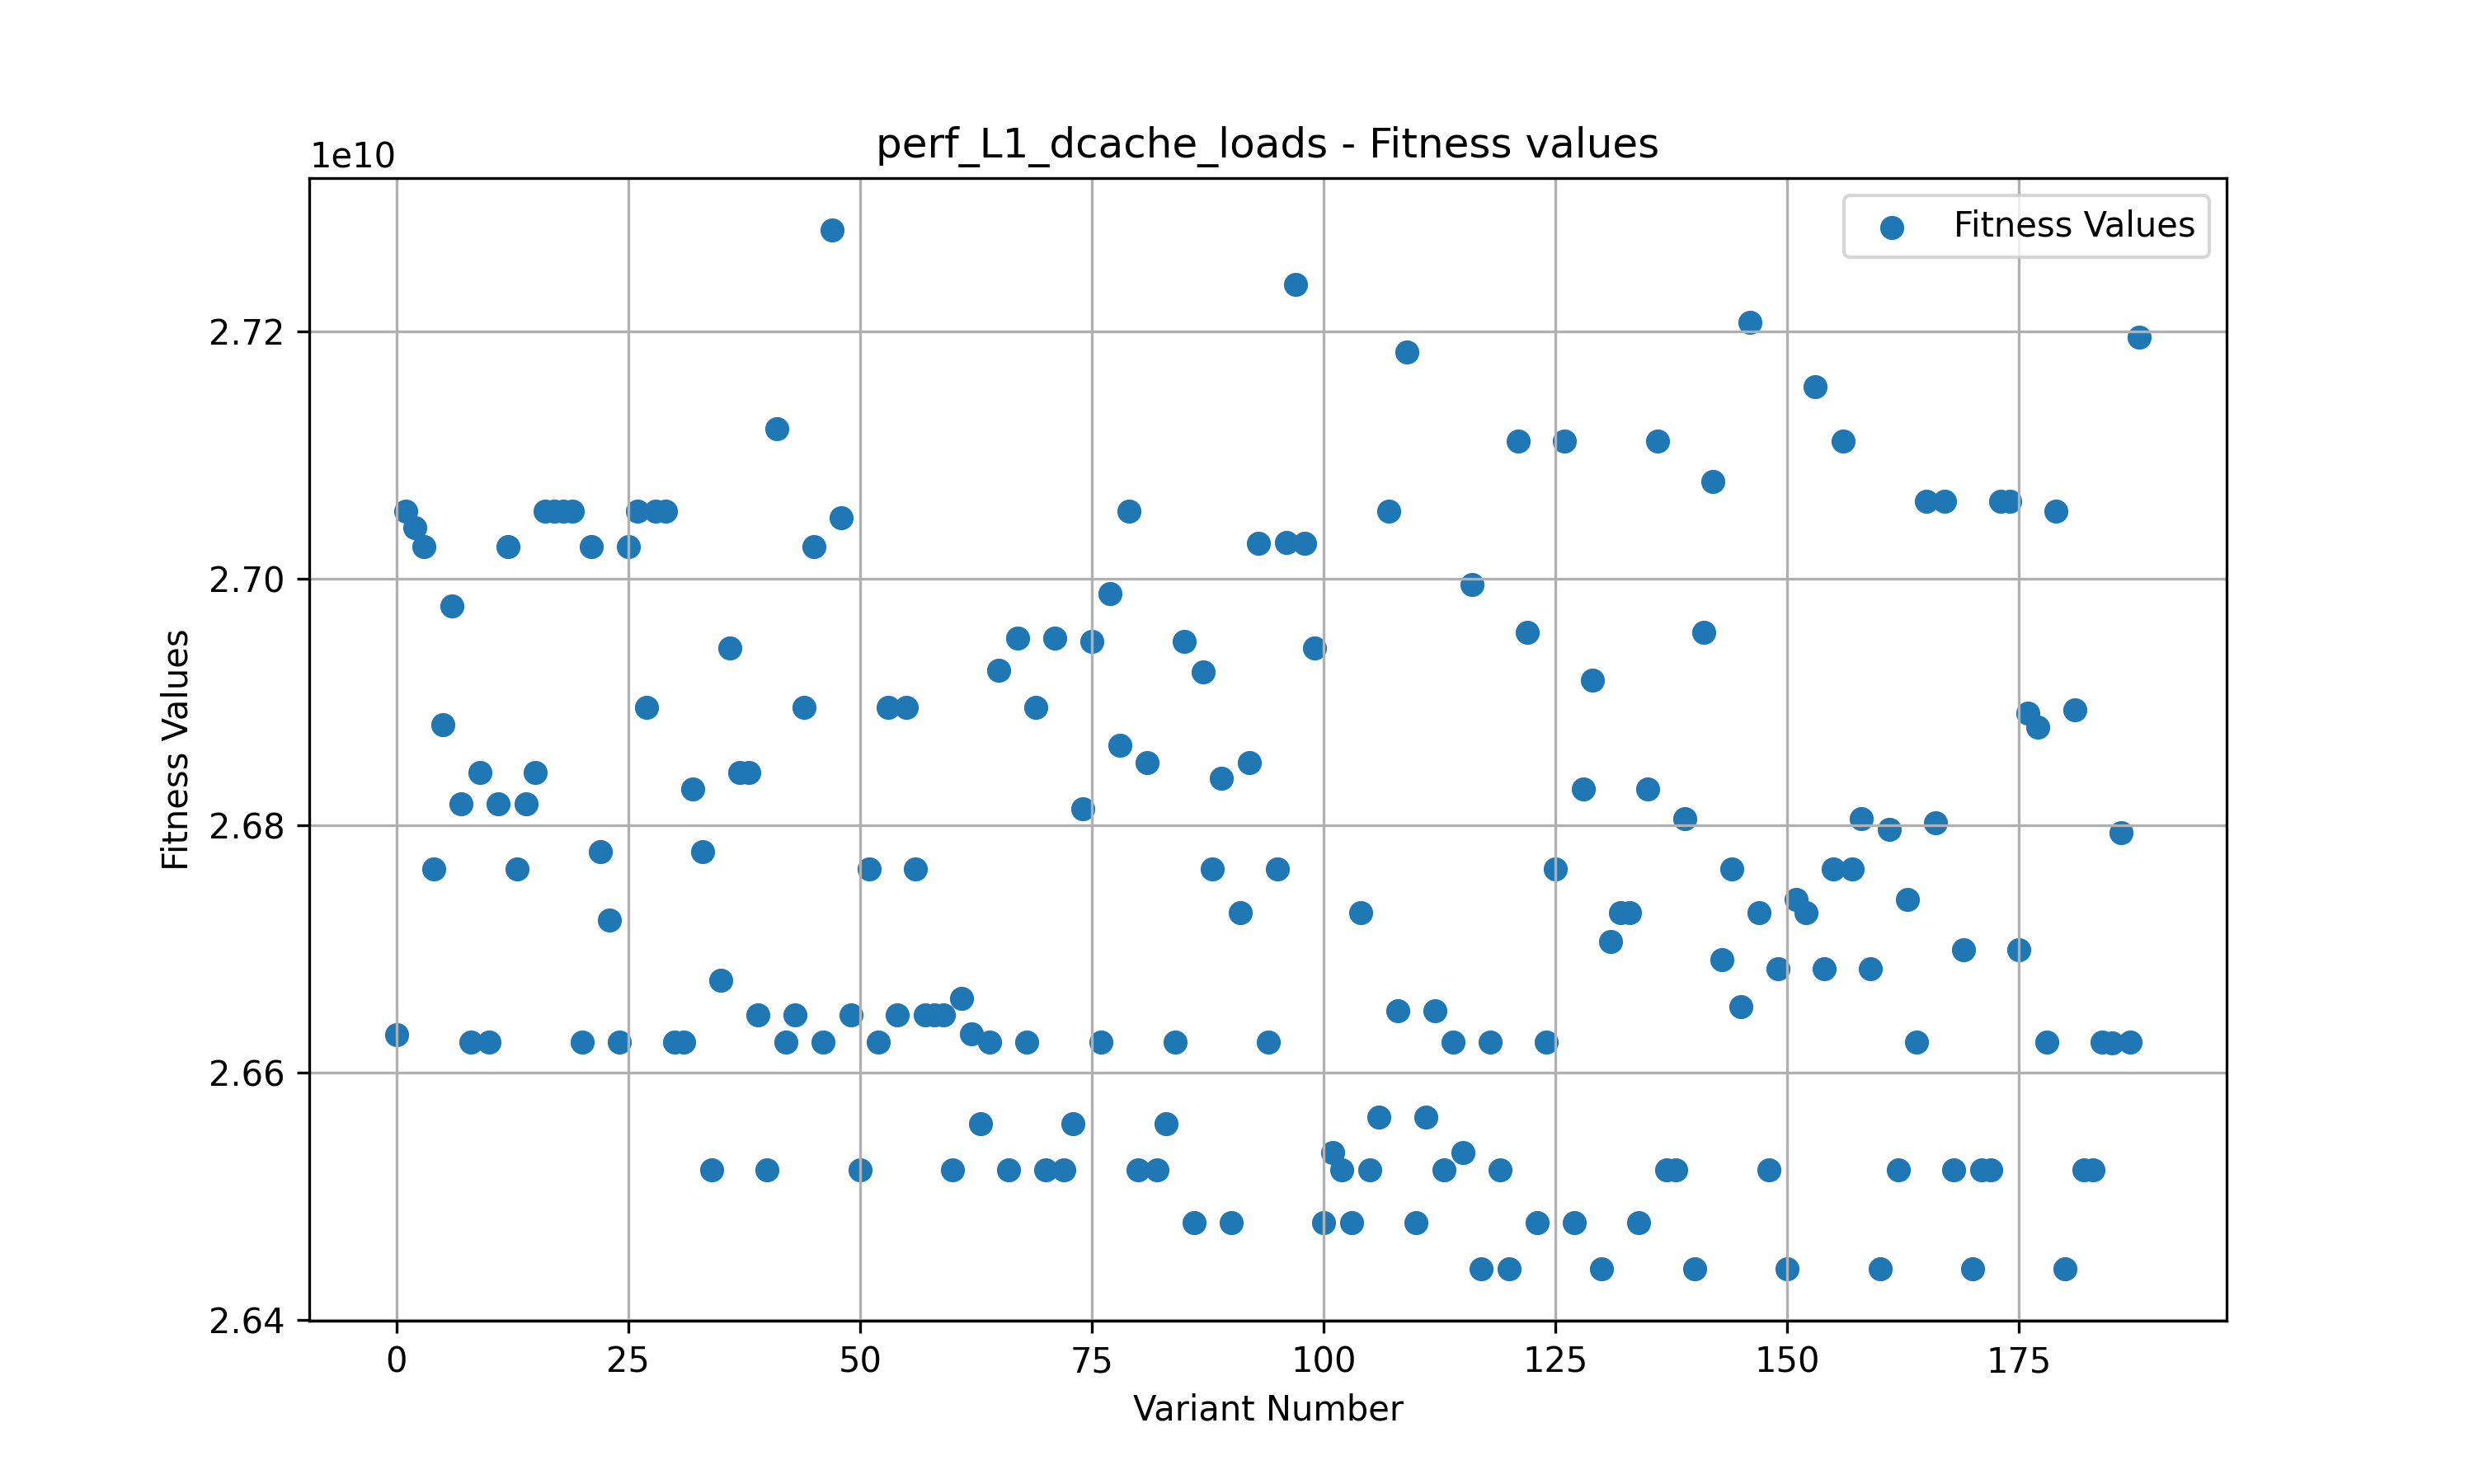 perf_L1_dcache_loads - Fitness values
1e10
Fitness Values
2.72
2.70
2.68
2.66
2.64
Fitness Values
0 25 50 75 100 125 150 175
Variant Number